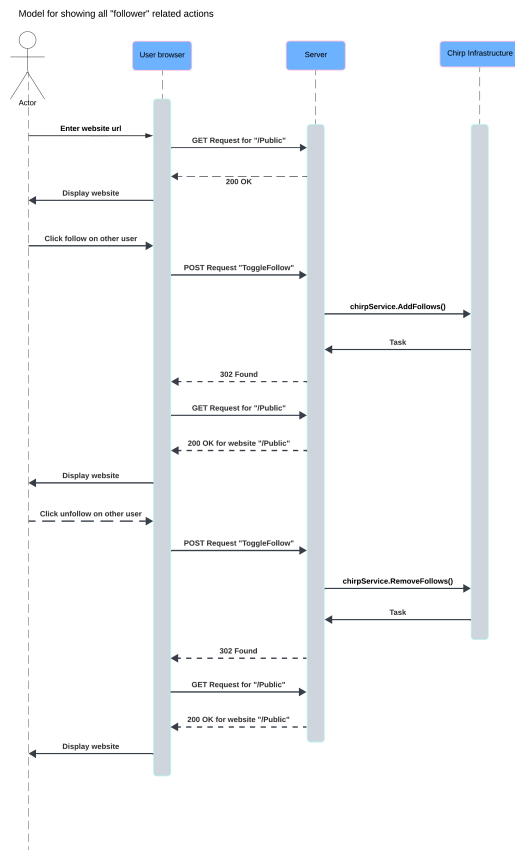 Model for showing all "follower" related actions
User browser
Server
Chirp Infrastructure
Actor
Enter website url
GET Request for "/Public"
200 OK
Display website
Click follow on other user
POST Request "ToggleFollow"
chirpService.AddFollows()
Task
302 Found
GET Request for "/Public"
200 OK for website "/Public"
Display website
Click unfollow on other user
POST Request "ToggleFollow"
chirpService.RemoveFollows()
Task
302 Found
GET Request for "/Public"
200 OK for website "/Public"
Display website